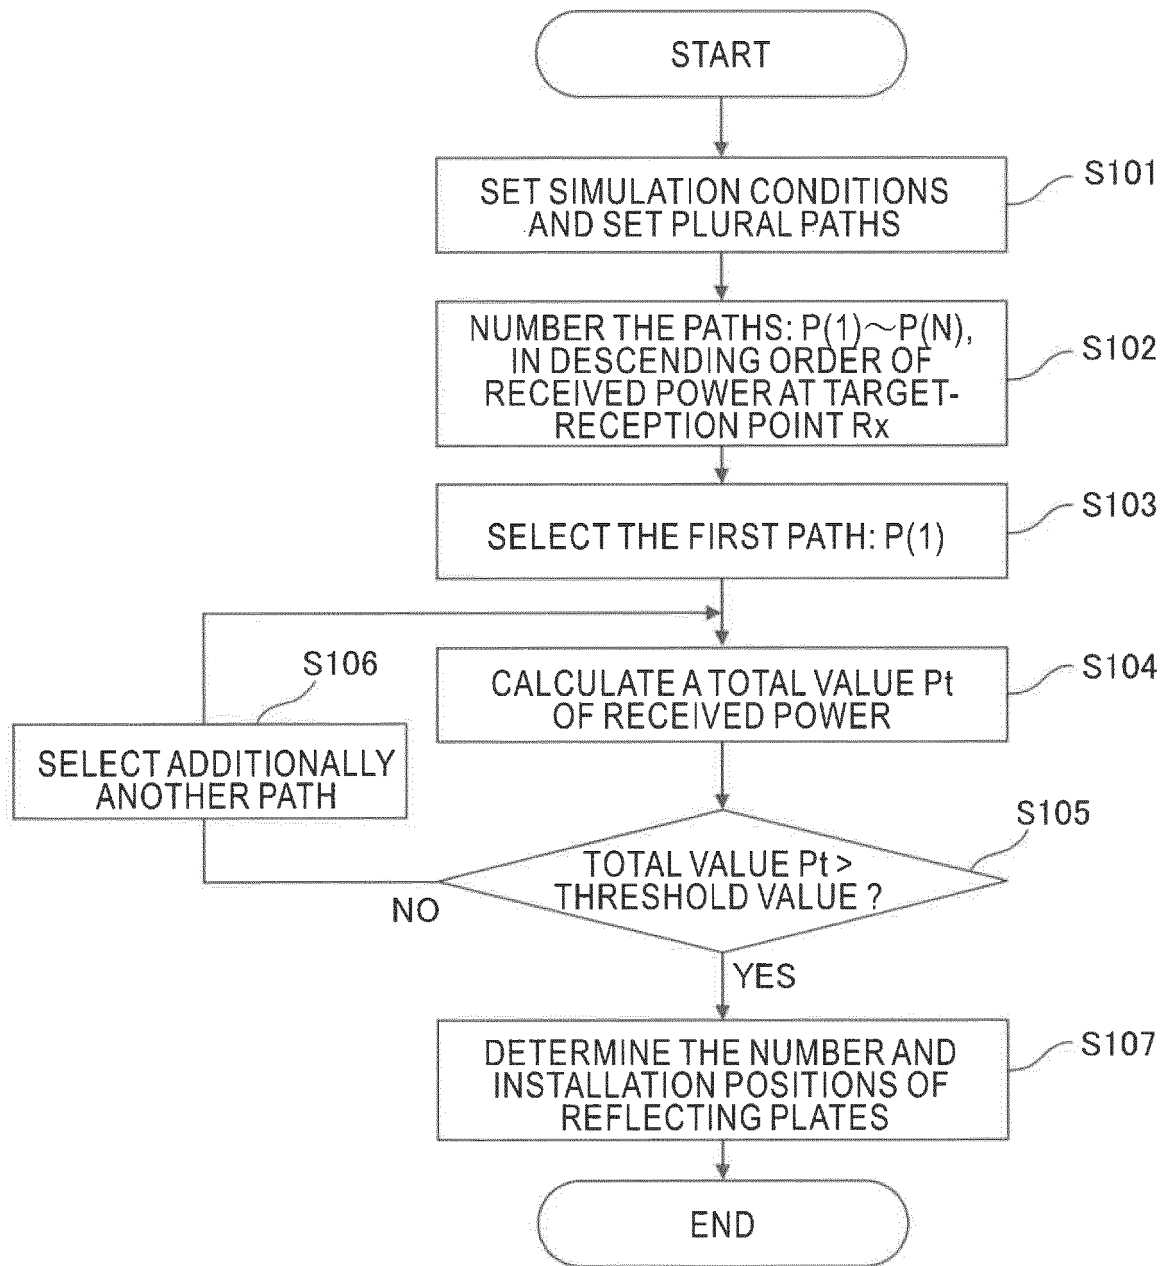 START
SET SIMULATION CONDITIONS
AND SET PLURAL PATHS
S101
NUMBER THE PATHS: P(1)~P(N),
IN DESCENDING ORDER OF
RECEIVED POWER AT TARGET-
RECEPTION POINT Rx
S102
SELECT THE FIRST PATH: P(1)
S103
CALCULATE A TOTAL VALUE Pt
OF RECEIVED POWER
S104
S106
SELECT ADDITIONALLY
ANOTHER PATH
TOTAL VALUE Pt >
THRESHOLD VALUE ?
S105
NO
YES
DETERMINE THE NUMBER AND
INSTALLATION POSITIONS OF
REFLECTING PLATES
S107
END